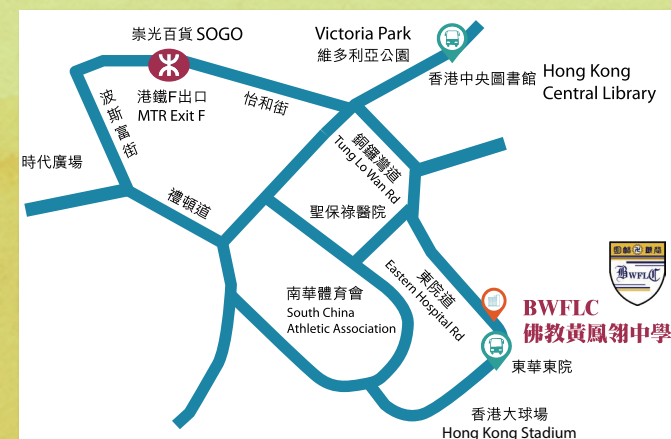 崇光百貨 SOGO
Victoria Park
維多利亞公園
香港中央圖書館
Hong Kong
Central Library
港鐵F出口
MTR Exit F
怡和街
波斯富街
時代廣場
禮頓道
銅鑼灣道
Tung Lo Wan Rd
聖保祿醫院
東院道
Eastern Hospital Rd
南華體育會
South China
Athletic Association
BWFLC
BWFLC
佛教黃鳳翎中學
東華東院
香港大球場
Hong Kong Stadium